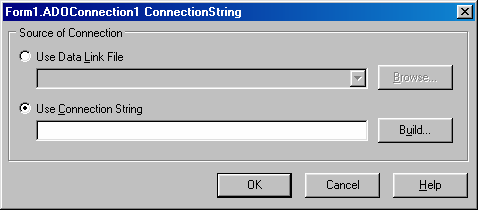 Form1.ADOConnection1 ConnectionString
Source of Connection
Use Data Link File
Browse...
Use Connection String
Build...
OK
Cancel
Help